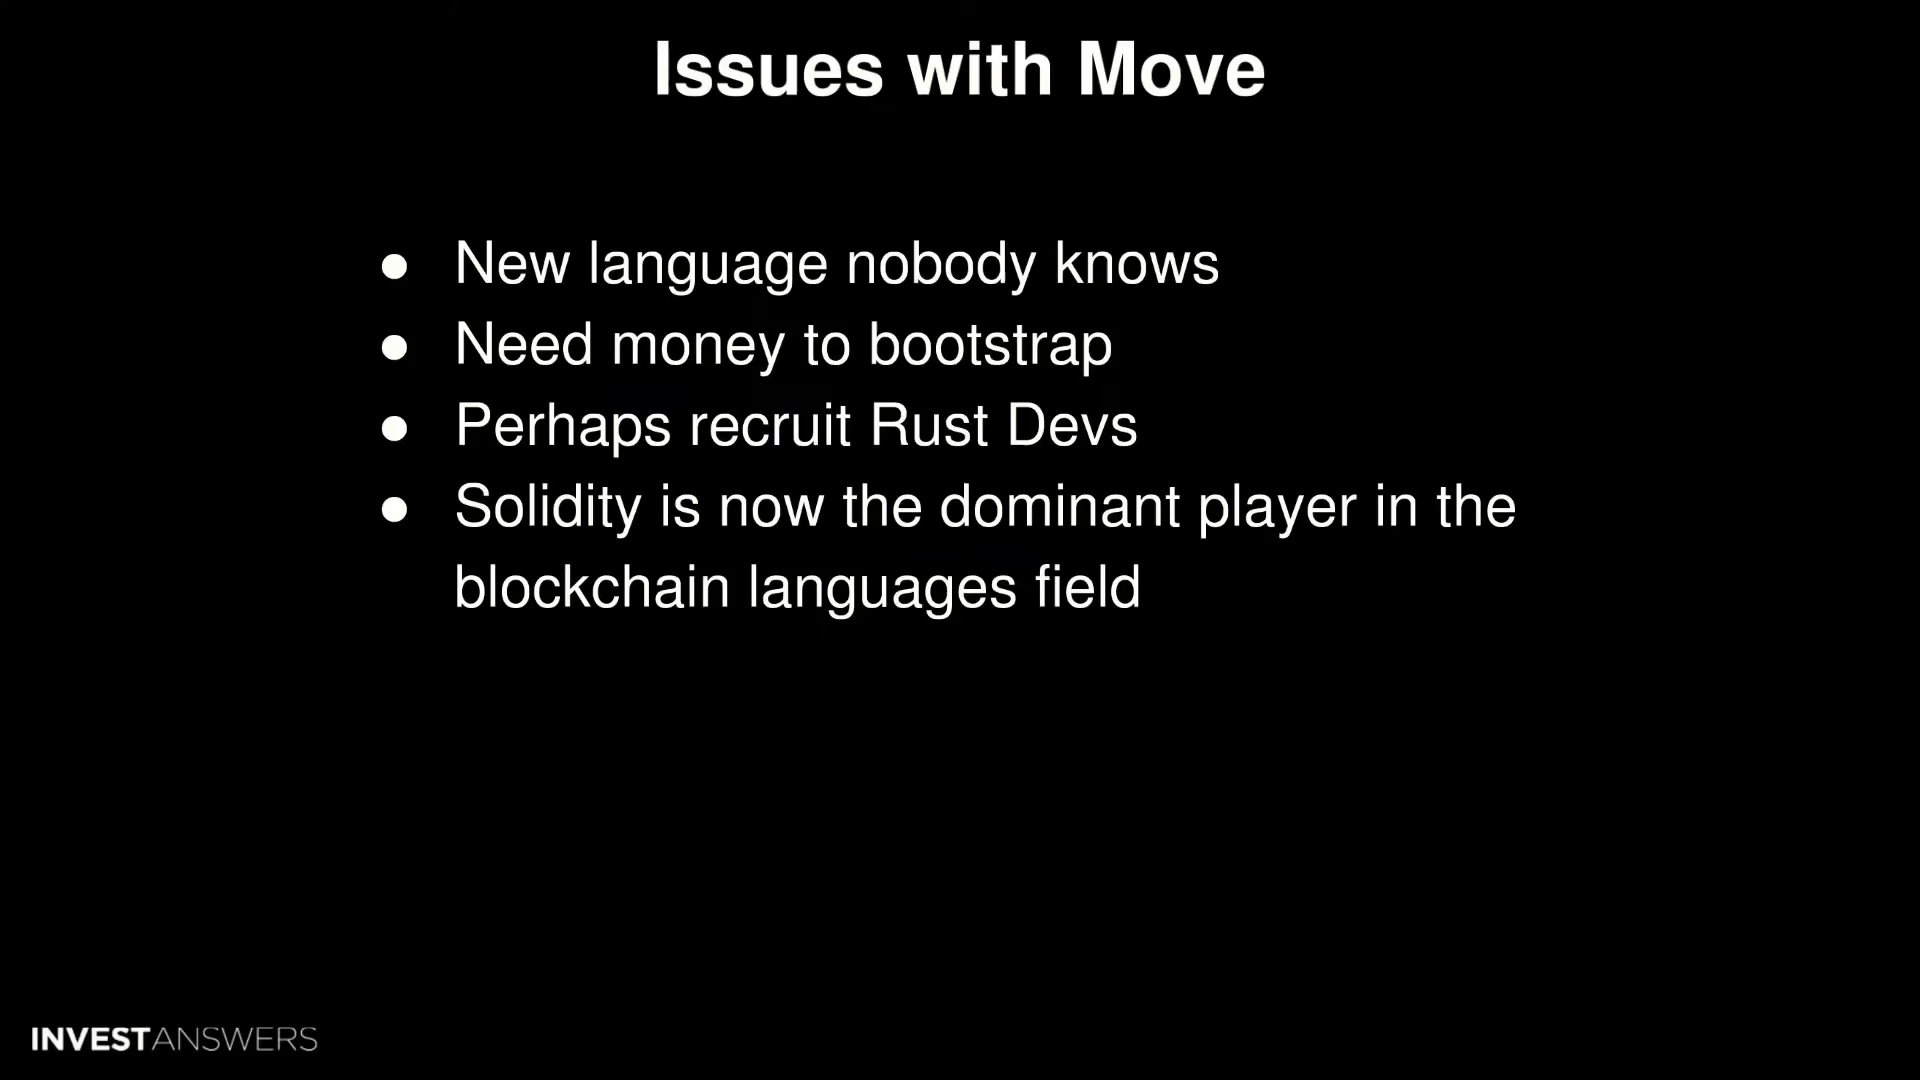 Issues with Move
● New language nobody knows
● Need money to bootstrap
● Perhaps recruit Rust Devs
● Solidity is now the dominant player in the
blockchain languages field
INVESTANSWERS